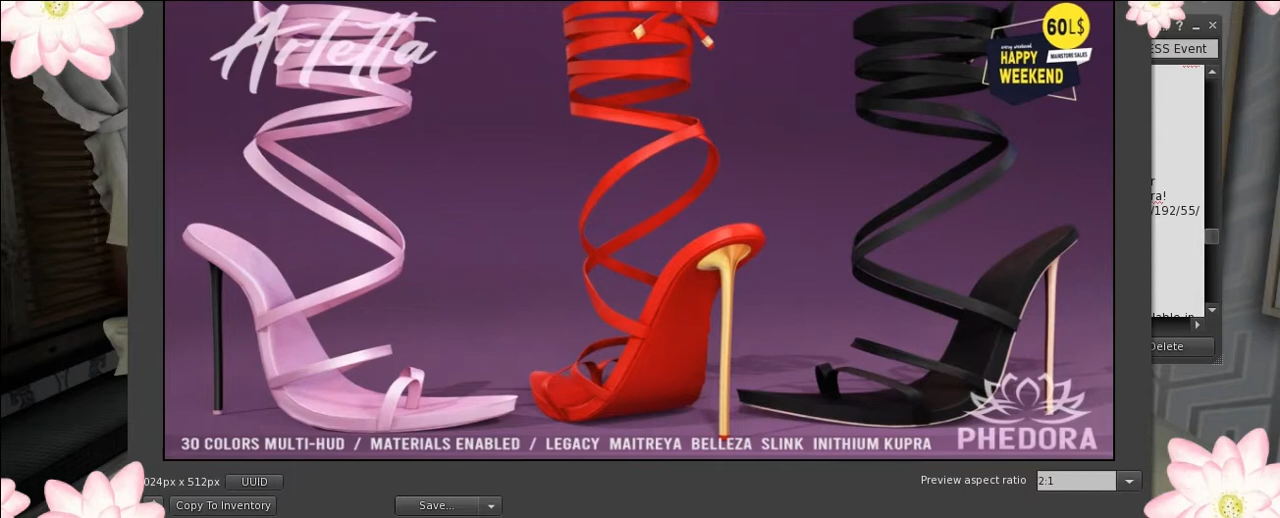 Arletta
60L$
every weekend
HAPPY
WEEKEND
MAINSTORE SALES
?
ESS Event
r
ra!
/192/55/
30 COLORS MULTI-HUD / MATERIALS ENABLED / LEGACY MAITREYA BELLEZA SLINK INITHIUM KUPRA
PHEDORA
Delete
024px x 512px
UUID
Preview aspect ratio
2:1
Copy To Inventory
Save...